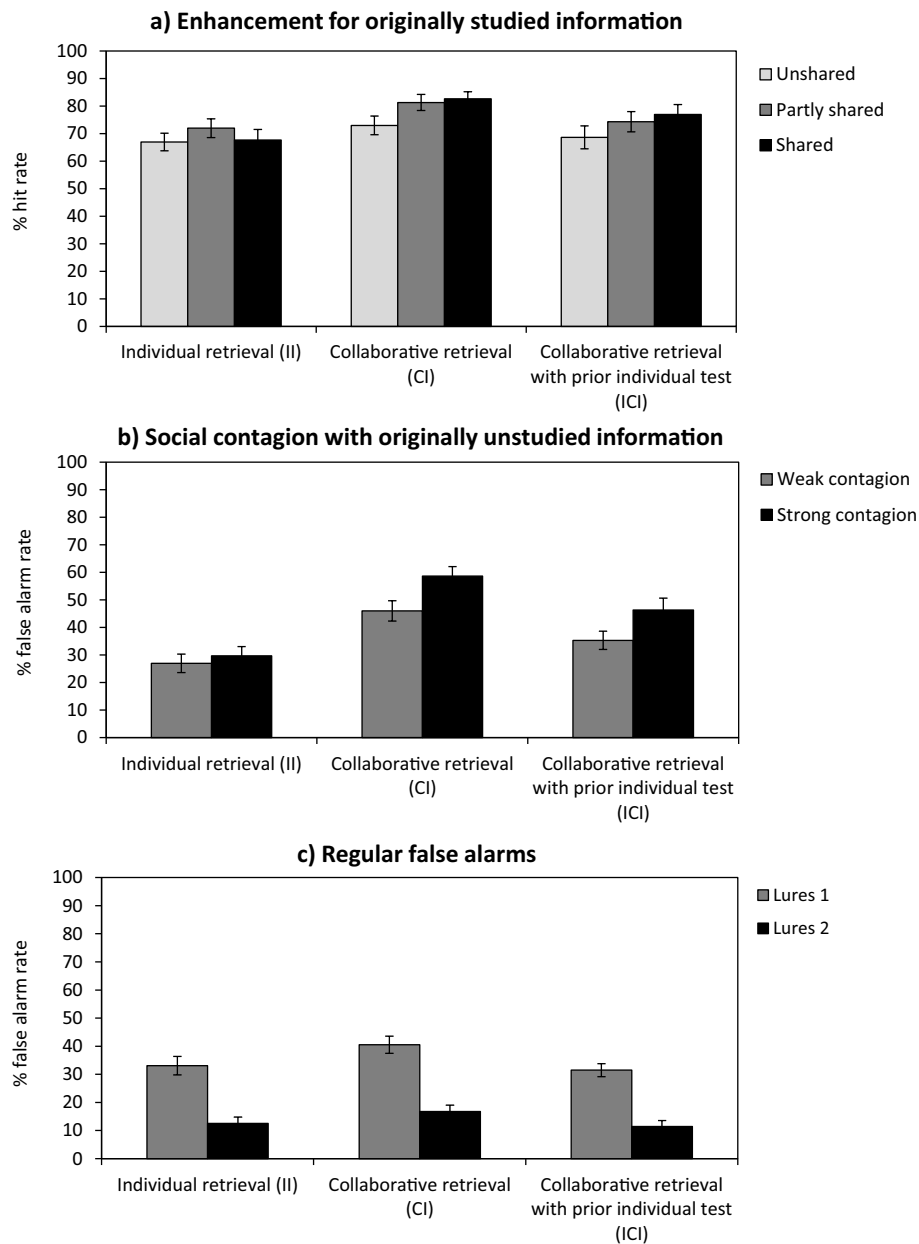 a) Enhancement for originally studied information
100
90
80
70
60
50
40
30
20
10
0
% hit rate
Unshared
Partly shared
Shared
Individual retrieval (II)
Collaborative retrieval
(CI)
Collaborative retrieval
with prior individual test
(ICI)
b) Social contagion with originally unstudied information
100
90
80
70
60
50
40
30
20
10
0
% false alarm rate
Weak contagion
Strong contagion
Individual retrieval (II)
Collaborative retrieval
(CI)
Collaborative retrieval
with prior individual test
(ICI)
c) Regular false alarms
100
90
80
70
60
50
40
30
20
10
0
% false alarm rate
Lures 1
Lures 2
Individual retrieval (II)
Collaborative retrieval
(CI)
Collaborative retrieval
with prior individual test
(ICI)